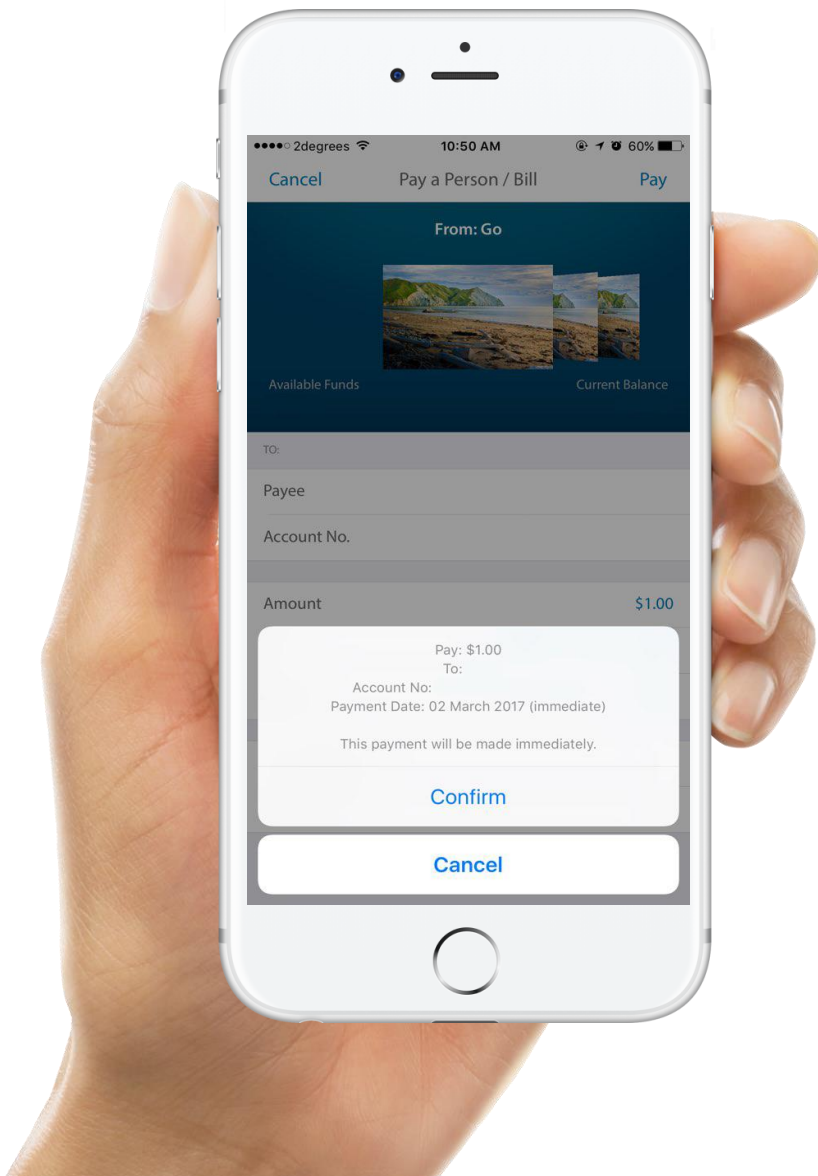 2degrees 10:50 AM 60%
Cancel Pay a Person / Bill Pay
From: Go
Available Funds Current Balance
TO:
Payee
Account No.
Amount $1.00
Pay: $1.00
To:
Account No:
Payment Date: 02 March 2017 (immediate)
This payment will be made immediately.
Confirm
Cancel